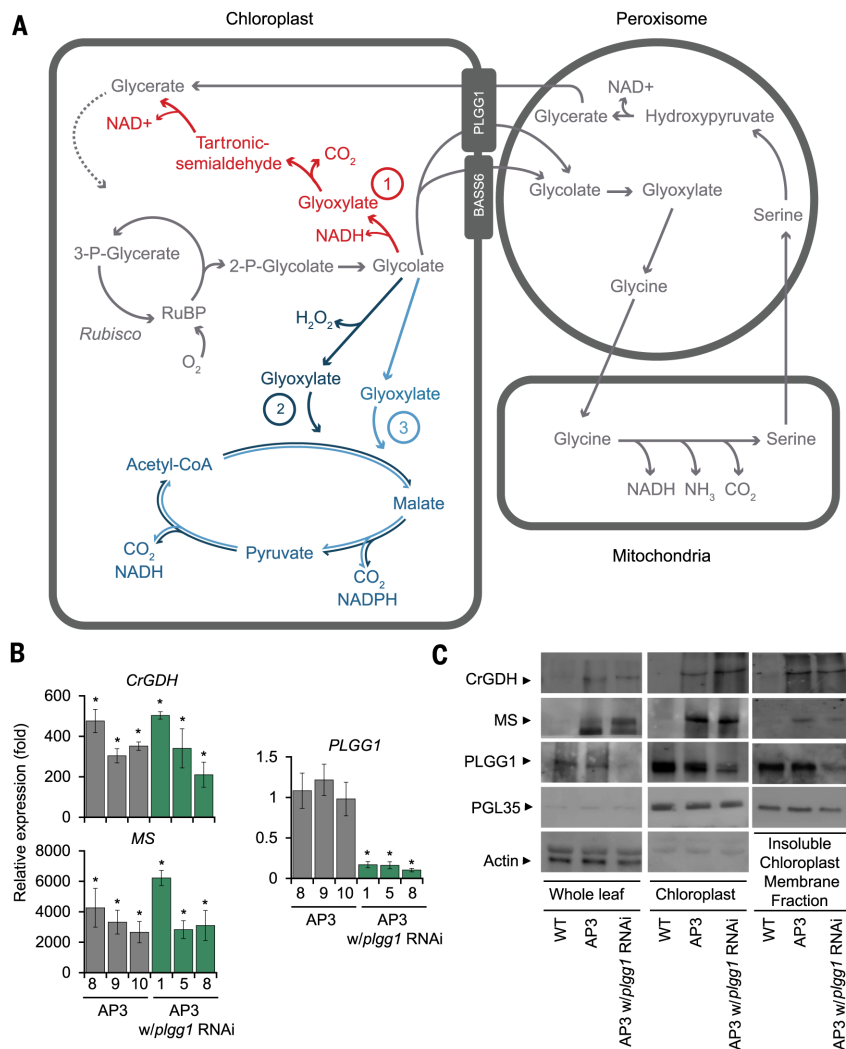 A
Chloroplast
Peroxisome
Glycerate
NAD+
Tartronic-
semialdehyde
CO2
Glyoxylate
1
NADH
3-P-Glycerate
2-P-Glycolate
Glycolate
RuBP
Rubisco
O2
H2O2
Glyoxylate
2
Glyoxylate
3
Acetyl-CoA
Malate
Pyruvate
CO2
NADH
CO2
NADPH
PLGG1
BASS6
NAD+
Glycerate
Hydroxypyruvate
Glycolate
Glyoxylate
Serine
Glycine
Glycine
Serine
NADH
NH3
CO2
Mitochondria
B
CrGDH
Relative expression (fold)
600
400
200
0
* * * * * *
MS
8000
6000
4000
2000
0
* * * * * *
8 9 10 1 5 8
AP3
AP3
w/plgg1 RNAi
PLGG1
1.5
1
0.5
0
* * *
8 9 10 1 5 8
AP3
AP3
w/plgg1 RNAi
C
CrGDH
MS
PLGG1
PGL35
Actin
Whole leaf
Chloroplast
Insoluble
Chloroplast
Membrane
Fraction
WT
AP3
AP3 w/plgg1 RNAi
WT
AP3
AP3 w/plgg1 RNAi
WT
AP3
AP3 w/plgg1 RNAi